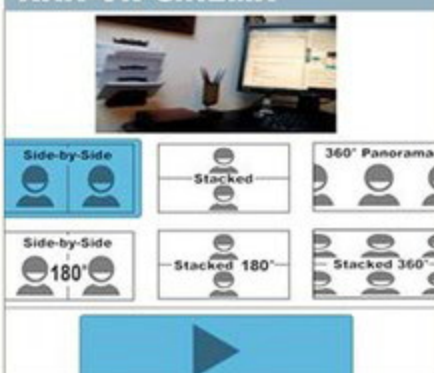 Side-by-Side
Stacked
360° Panorama
Side-by-Side
180°
Stacked 180°
Stacked 360°